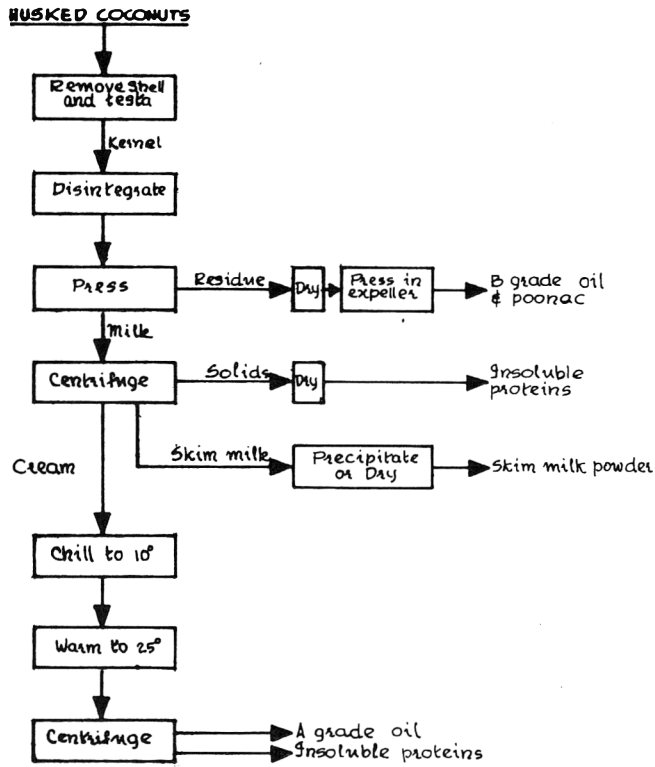 HUSKED COCONUTS
Remove shell
and testa
Kernel
Disintegrate
Press
Residue
Dry
Press in
expeller
B grade oil
& poonac
Milk
Centrifuge
Solids
Dry
Insoluble
proteins
Cream
Skim milk
Precipitate
or Dry
Skim milk powder
Chill to 10°
Warm to 25°
Centrifuge
A grade oil
Insoluble proteins